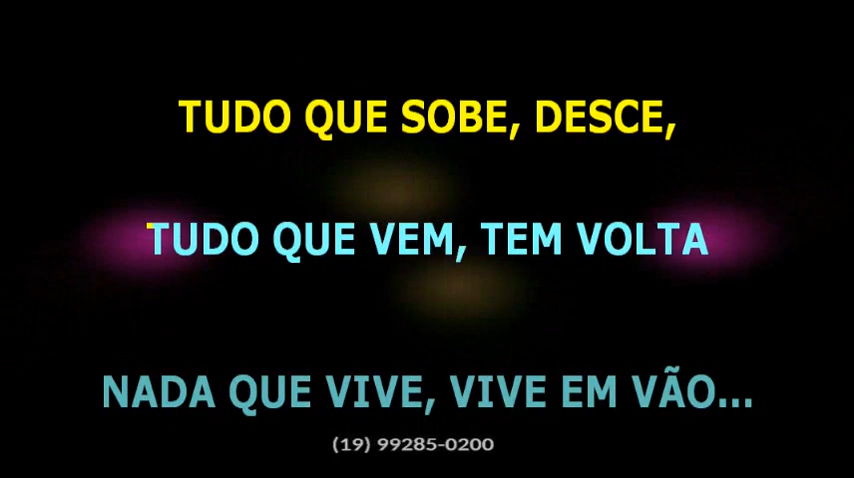 TUDO QUE SOBE, DESCE,
TUDO QUE VEM, TEM VOLTA
NADA QUE VIVE, VIVE EM VÃO...
(19) 99285-0200